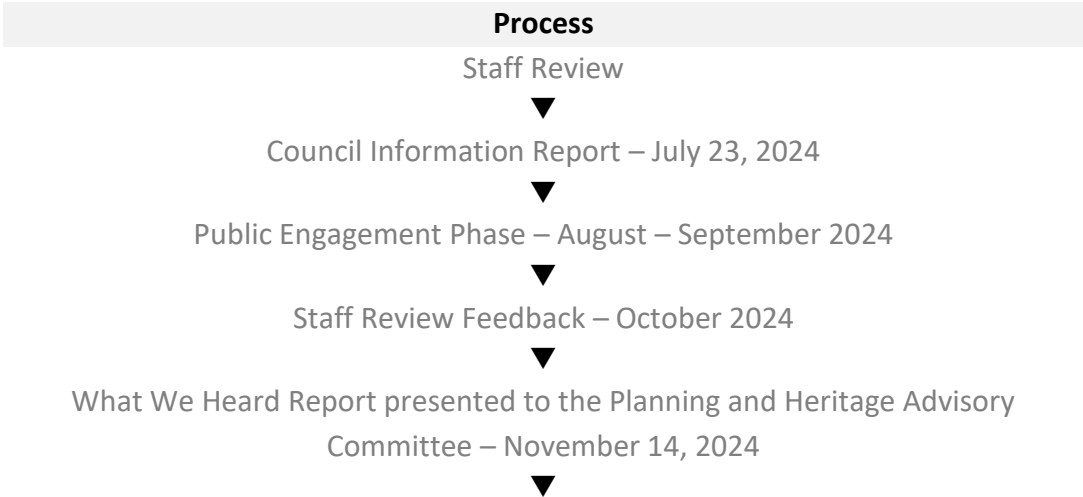 Process
Staff Review
Council Information Report – July 23, 2024
Public Engagement Phase – August – September 2024
Staff Review Feedback – October 2024
What We Heard Report presented to the Planning and Heritage Advisory
Committee – November 14, 2024